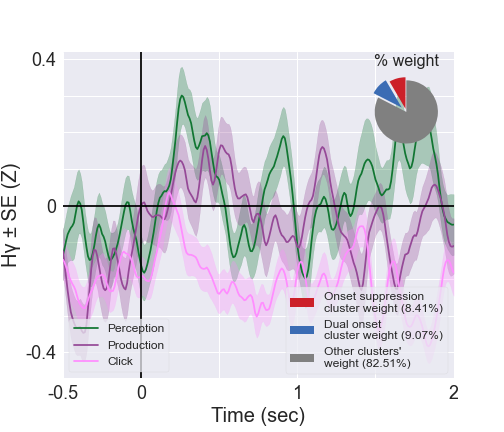 % weight
0.4
0
-0.4
Hγ ± SE (Z)
Onset suppression
cluster weight (8.41%)
Dual onset
cluster weight (9.07%)
Other clusters'
weight (82.51%)
Perception
Production
Click
-0.5
0
1
2
Time (sec)